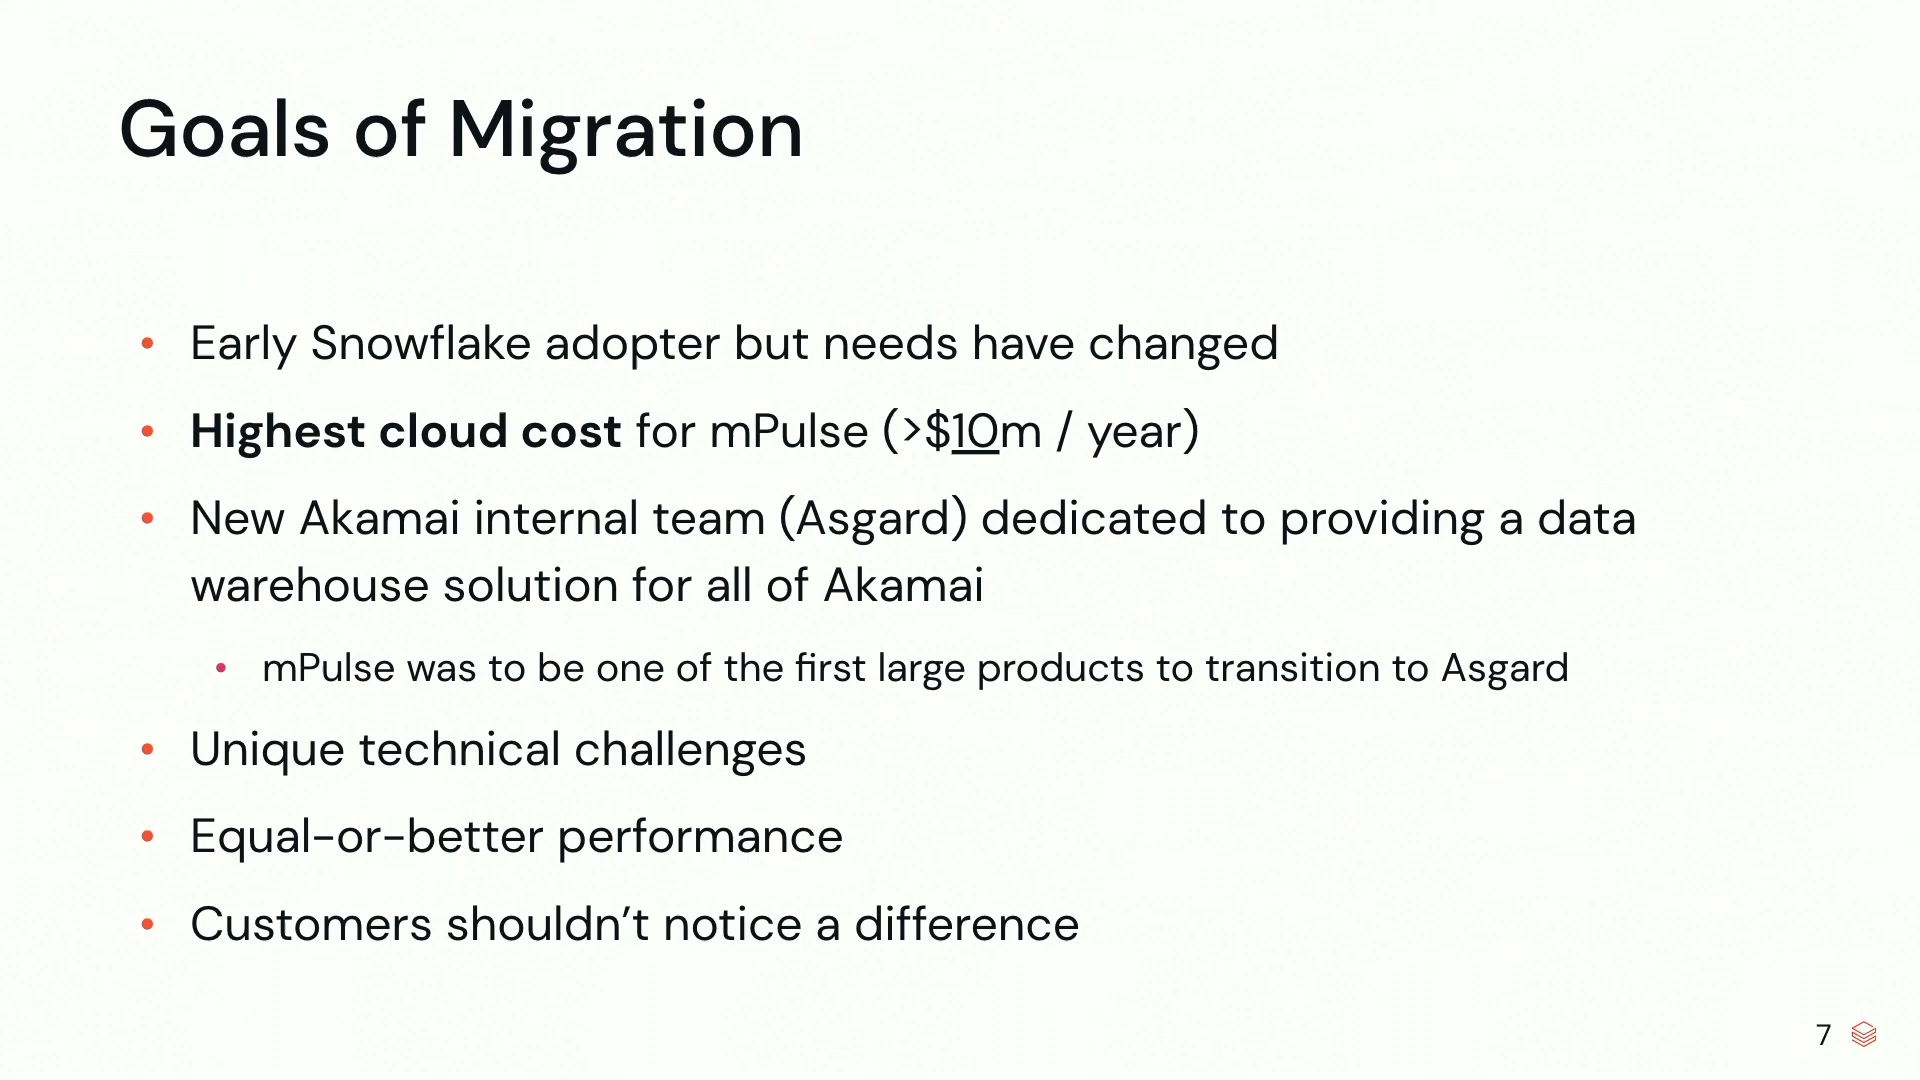 Goals of Migration
• Early Snowflake adopter but needs have changed
• Highest cloud cost for mPulse (>$10m / year)
• New Akamai internal team (Asgard) dedicated to providing a data
warehouse solution for all of Akamai
• mPulse was to be one of the first large products to transition to Asgard
• Unique technical challenges
• Equal-or-better performance
• Customers shouldn’t notice a difference
7